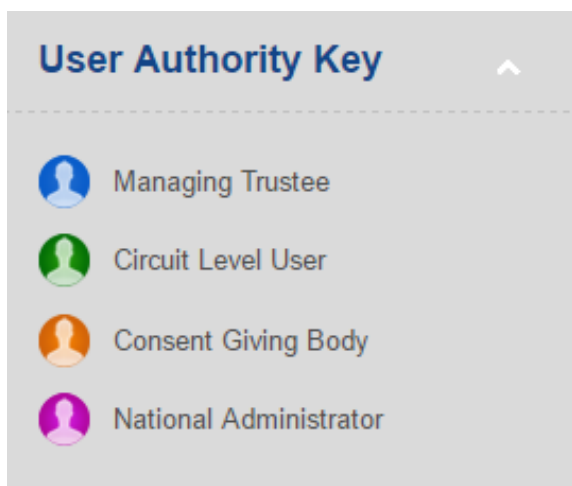 User Authority Key
Managing Trustee
Circuit Level User
Consent Giving Body
National Administrator